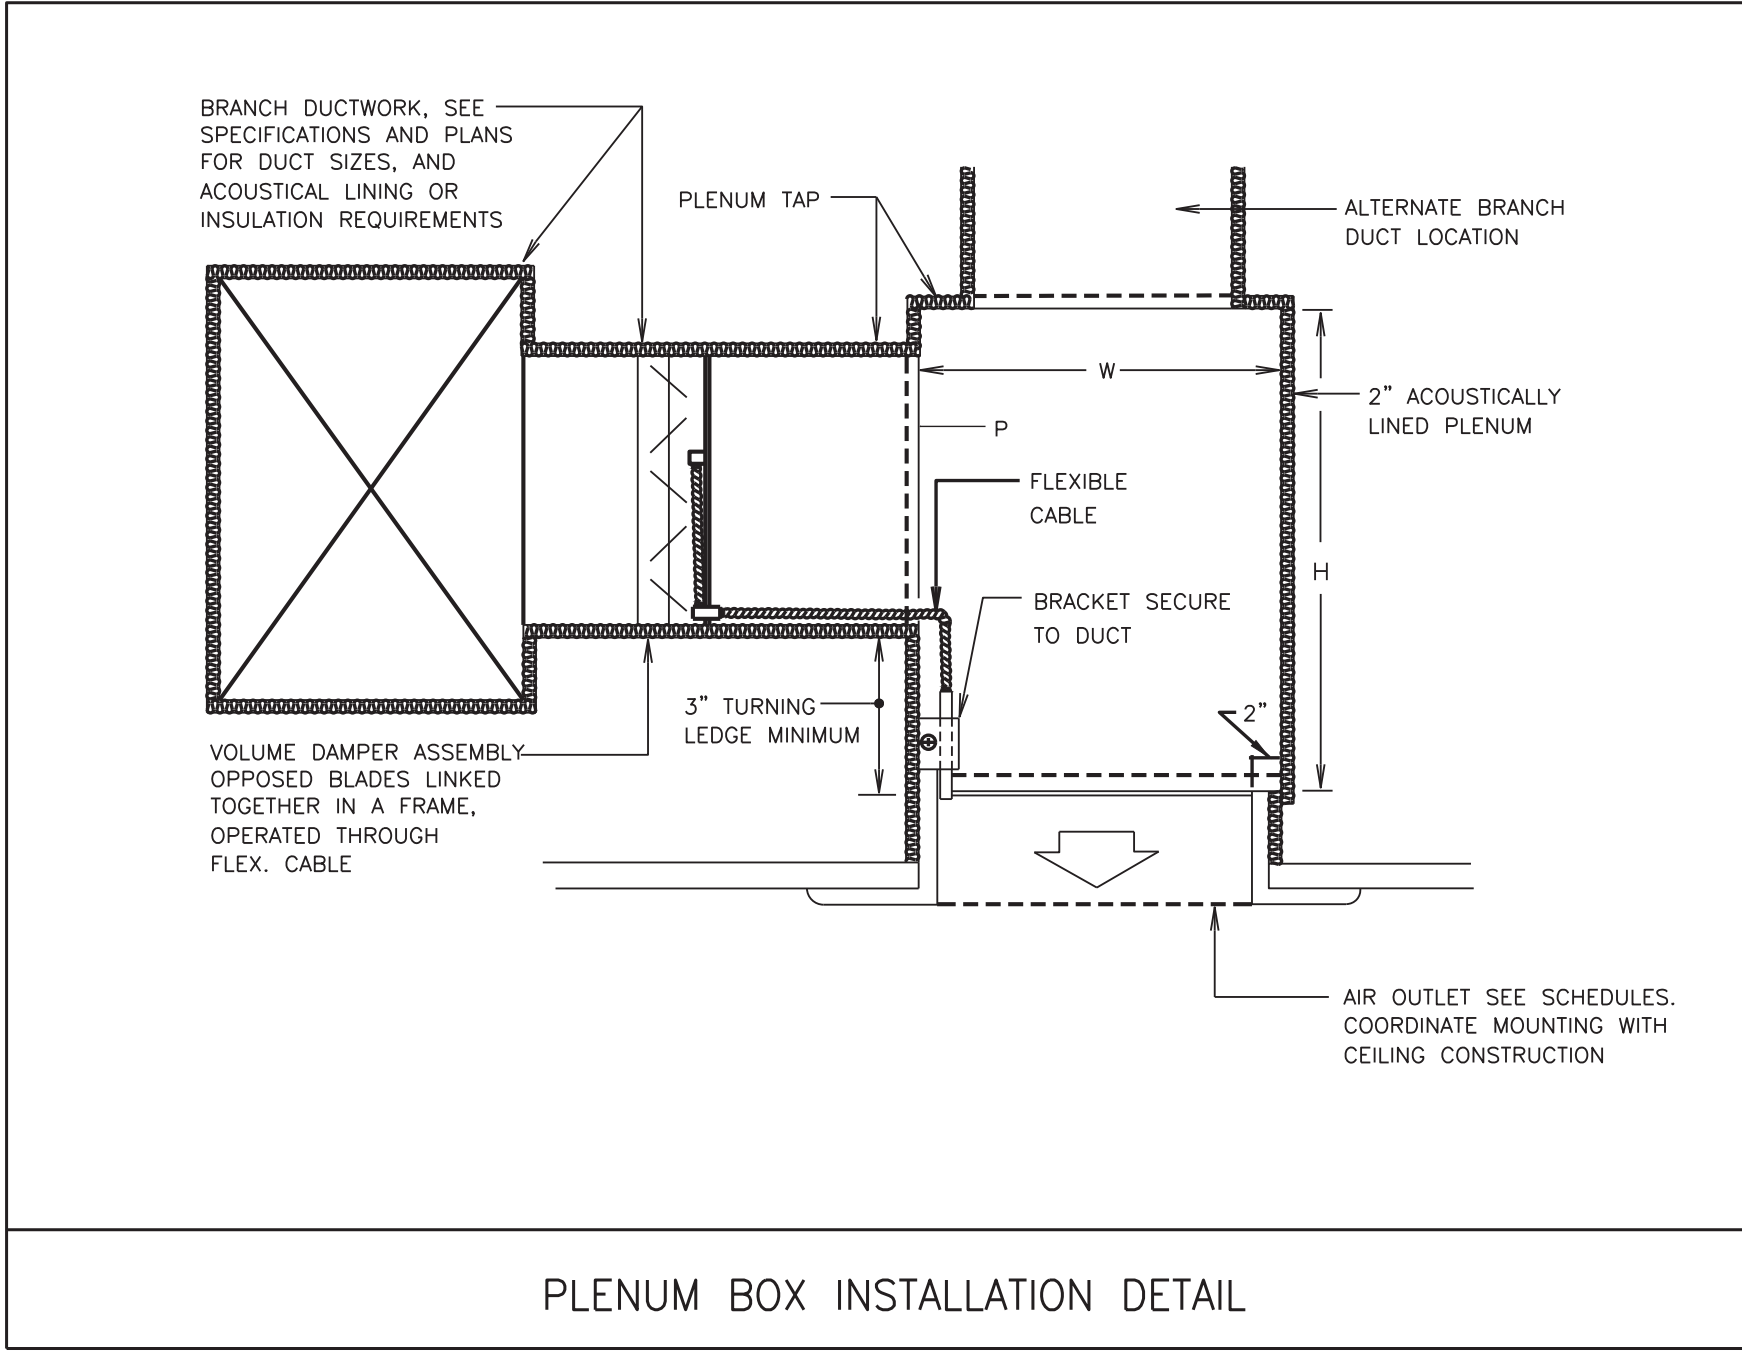 BRANCH DUCTWORK, SEE
SPECIFICATIONS AND PLANS
FOR DUCT SIZES, AND
ACOUSTICAL LINING OR
INSULATION REQUIREMENTS
PLENUM TAP
ALTERNATE BRANCH
DUCT LOCATION
W
2" ACOUSTICALLY
LINED PLENUM
P
FLEXIBLE
CABLE
H
BRACKET SECURE
TO DUCT
3" TURNING
LEDGE MINIMUM
2"
VOLUME DAMPER ASSEMBLY
OPPOSED BLADES LINKED
TOGETHER IN A FRAME,
OPERATED THROUGH
FLEX. CABLE
AIR OUTLET SEE SCHEDULES.
COORDINATE MOUNTING WITH
CEILING CONSTRUCTION
PLENUM BOX INSTALLATION DETAIL